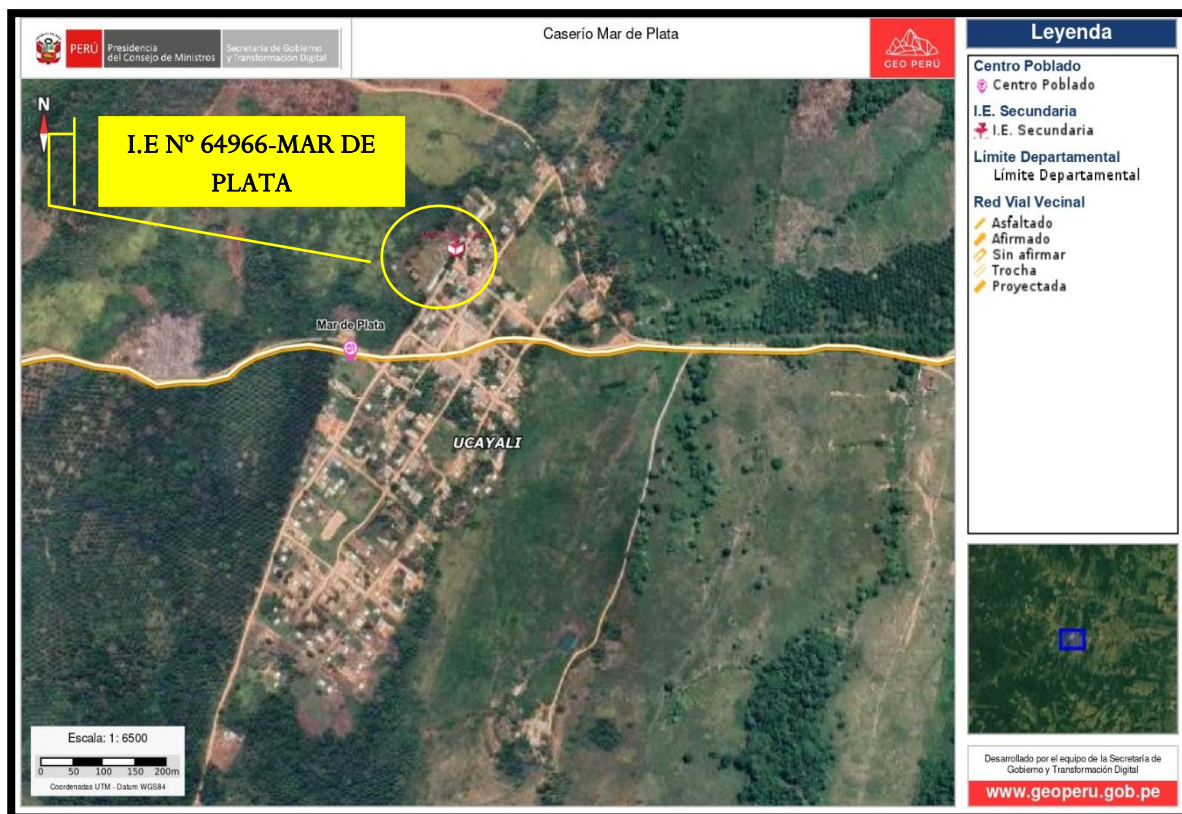 PERÚ
Presidencia
del Consejo de Ministros
Secretaría de Gobierno
y Transformación Digital
Caserío Mar de Plata
GEO PERÚ
N
I.E Nº 64966-MAR DE
PLATA
Mar de Plata
UCAYALI
Escala: 1: 6500
0 50 100 150 200m
Coordenadas UTM - Datum WGS84
Leyenda
Centro Poblado
Centro Poblado
I.E. Secundaria
I.E. Secundaria
Límite Departamental
Límite Departamental
Red Vial Vecinal
Asfaltado
Afirmado
Sin afirmar
Trocha
Proyectada
Desarrollado por el equipo de la Secretaría de
Gobierno y Transformación Digital
www.geoperu.gob.pe